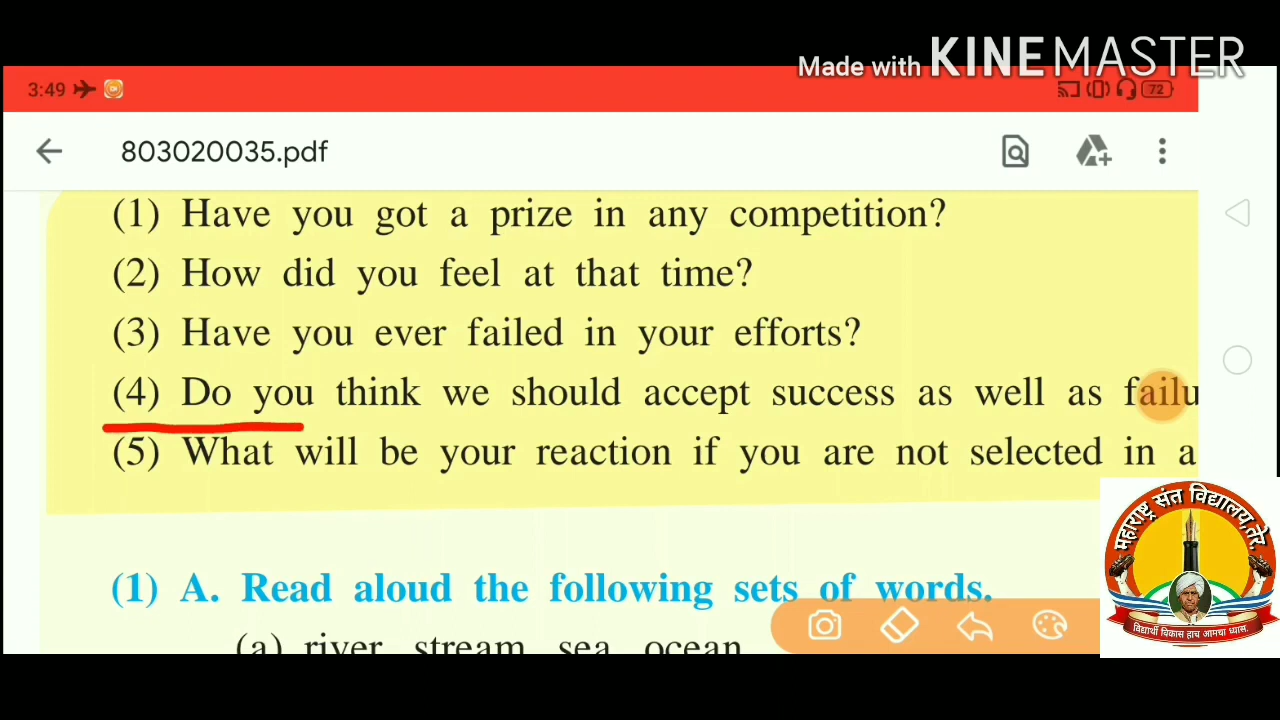 Made with KINEMASTER
3:49
72
803020035.pdf
(1) Have you got a prize in any competition?
(2) How did you feel at that time?
(3) Have you ever failed in your efforts?
(4) Do you think we should accept success as well as failu
(5) What will be your reaction if you are not selected in a
महाराष्ट्र संत विद्यालय, तेर.
विद्यार्थी विकास हाच आमचा ध्यास.
(1) A. Read aloud the following sets of words.
(a) river stream sea ocean